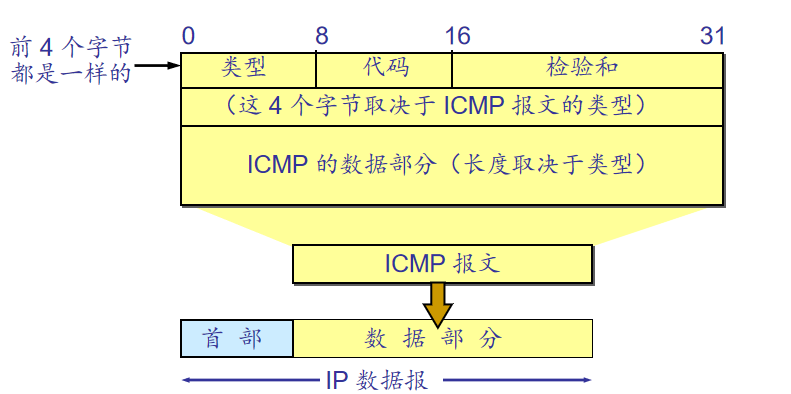 0 8 16 31
前 4 个字节
都是一样的
类型 代码 检验和
（这 4 个字节取决于 ICMP 报文的类型）
ICMP 的数据部分（长度取决于类型）
ICMP 报文
首 部 数 据 部 分
IP 数据报